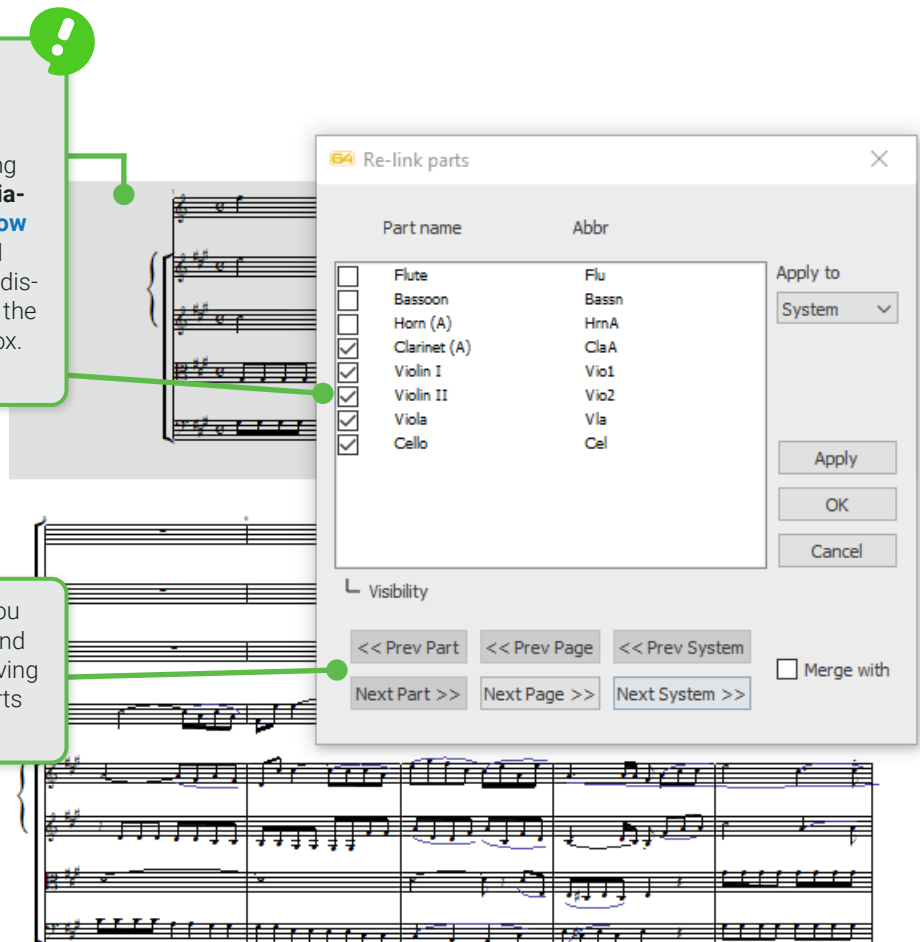 ng
ia-
ow
l
dis-
the
ox.
ou
nd
ving
rts
64 Re-link parts
Part name Abbr
Flute Flu
Bassoon Bassn
Horn (A) HrnA
Clarinet (A) ClaA
Violin I Vio1
Violin II Vio2
Viola Vla
Cello Cel
Visibility
<< Prev Part << Prev Page << Prev System
Next Part >> Next Page >> Next System >>
Apply to
System
Apply
OK
Cancel
Merge with